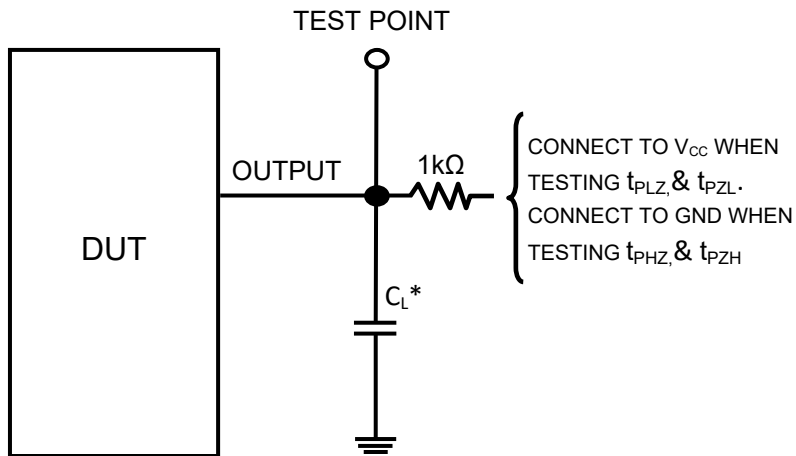 TEST POINT
OUTPUT
1kΩ
CONNECT TO VCC WHEN
TESTING tPLZ,& tPZL.
CONNECT TO GND WHEN
TESTING tPHZ,& tPZH
DUT
CL*